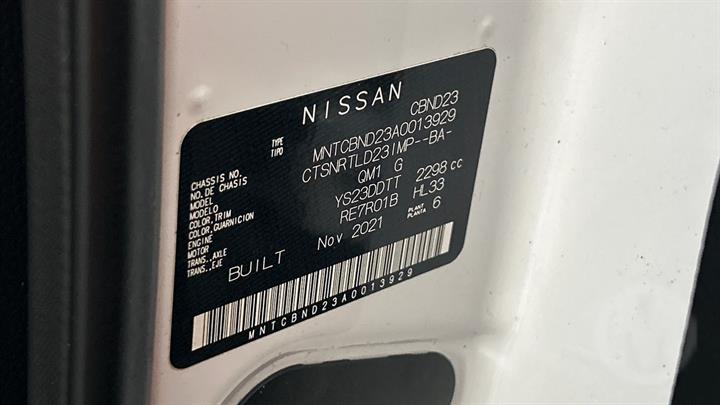 NISSAN
TYPE TIPO CBND23
CHASSIS NO. NO. DE CHASIS MNTCBND23A0013929
MODEL MODELO CTSNRTLD23IMP--BA-
COLOR, TRIM COLOR, GUARNICION QM1 G
ENGINE MOTOR YS23DDTT 2298 cc
TRANS., AXLE TRANS., EJE RE7R01B HL33
BUILT Nov 2021 PLANT PLANTA 6
MNTCBND23A0013929